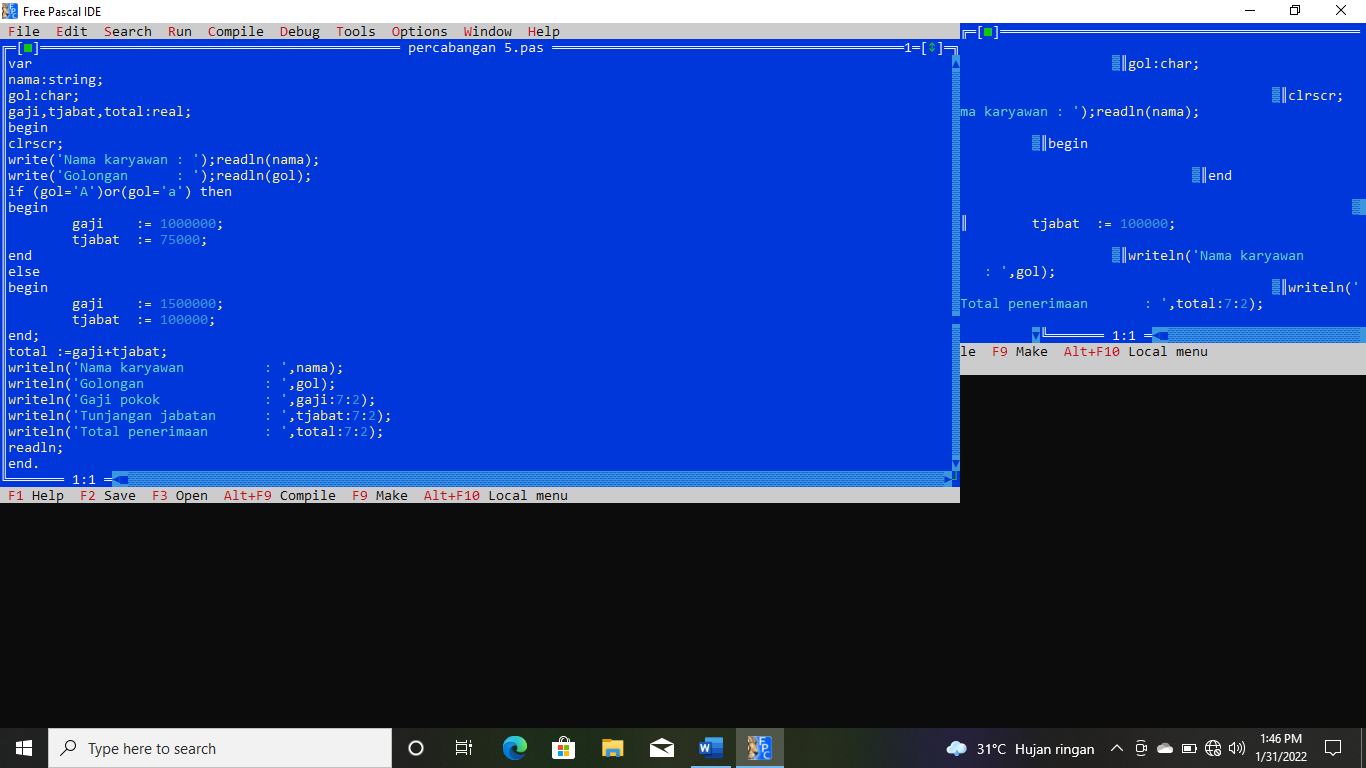 Free Pascal IDE
File Edit Search Run Compile Debug Tools Options Window Help
percabangan 5.pas 1
var
nama:string;
gol:char;
gaji,tjabat,total:real;
begin
clrscr;
write('Nama karyawan : ');readln(nama);
write('Golongan      : ');readln(gol);
if (gol='A')or(gol='a') then
begin
        gaji    := 1000000;
        tjabat  := 75000;
end
else
begin
        gaji    := 1500000;
        tjabat  := 100000;
end;
total :=gaji+tjabat;
writeln('Nama karyawan          : ',nama);
writeln('Golongan               : ',gol);
writeln('Gaji pokok             : ',gaji:7:2);
writeln('Tunjangan jabatan      : ',tjabat:7:2);
writeln('Total penerimaan       : ',total:7:2);
readln;
end.
1:1
F1 Help F2 Save F3 Open Alt+F9 Compile F9 Make Alt+F10 Local menu
gol:char;
clrscr;
ma karyawan : ');readln(nama);
begin
end
tjabat  := 100000;
writeln('Nama karyawan
: ',gol);
writeln('
Total penerimaan       : ',total:7:2);
1:1
le F9 Make Alt+F10 Local menu
Type here to search
31°C Hujan ringan
1:46 PM
1/31/2022